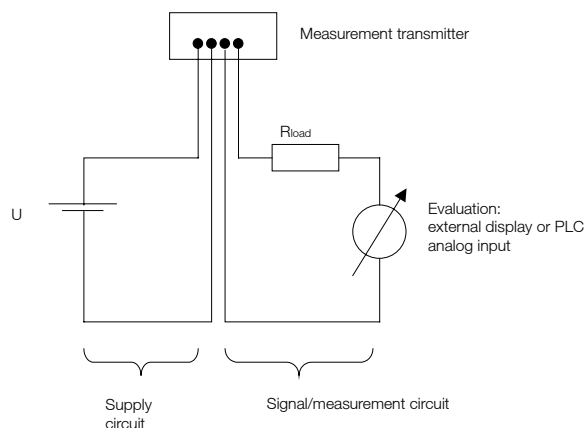 Measurement transmitter
Rload
U
Evaluation:
external display or PLC
analog input
Supply
circuit
Signal/measurement circuit